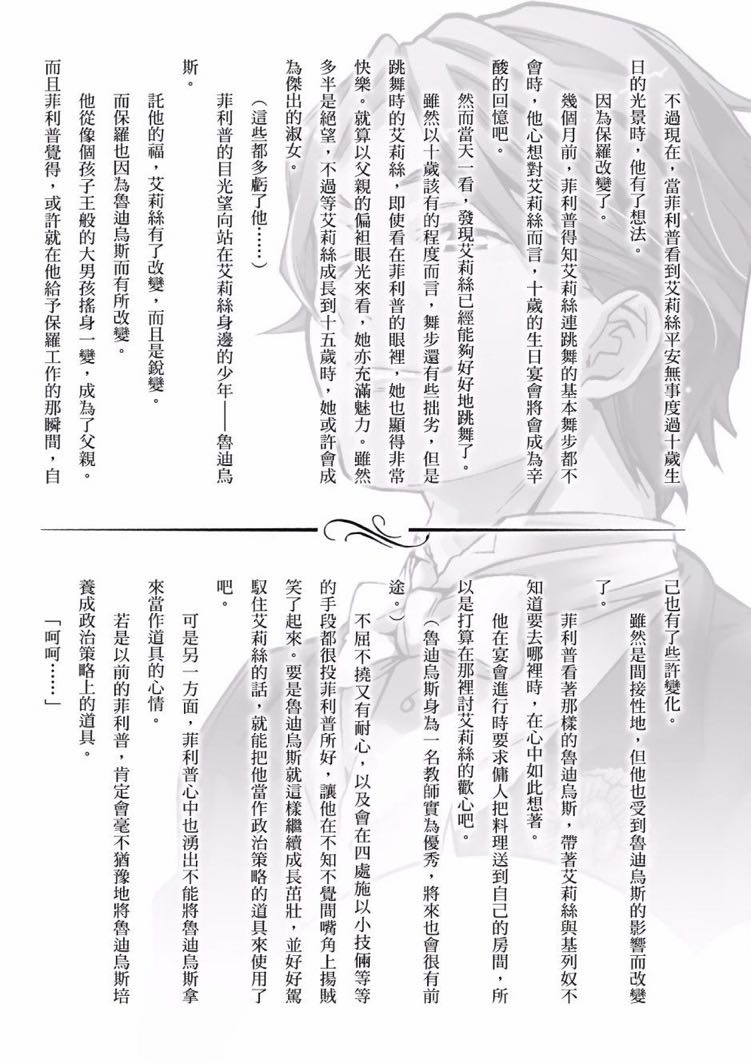 不過現在，當菲利普看到艾莉絲平安無事度過十歲生
日的光景時，他有了想法。
　因為保羅改變了。
　幾個月前，菲利普得知艾莉絲連跳舞的基本舞步都不
會時，他心想對艾莉絲而言，十歲的生日宴會將會成為辛
酸的回憶吧。
　然而當天一看，發現艾莉絲已經能夠好好地跳舞了。
　雖然以十歲該有的程度而言，舞步還有些拙劣，但是
跳舞時的艾莉絲，即使看在菲利普的眼裡，她也顯得非常
快樂。就算以父親的偏袒眼光來看，她亦充滿魅力。雖然
多半是絕望，不過等艾莉絲成長到十五歲時，她或許會成
為傑出的淑女。
（這些都多虧了他……）
　菲利普的目光望向站在艾莉絲身邊的少年——魯迪烏
斯。
　託他的福，艾莉絲有了改變，而且是銳變。
　而保羅也因為魯迪烏斯而有所改變。
　他從像個孩子王般的大男孩搖身一變，成為了父親。
而且菲利普覺得，或許就在他給予保羅工作的那瞬間，自
己也有了些許變化。
　雖然是間接性地，但他也受到魯迪烏斯的影響而改變
了。
　菲利普看著那樣的魯迪烏斯，帶著艾莉絲與基列奴不
知道要去哪裡時，在心中如此想著。
　他在宴會進行時要求傭人把料理送到自己的房間，所
以是打算在那裡討艾莉絲的歡心吧。
（魯迪烏斯身為一名教師實為優秀，將來也會很有前
途。）
　不屈不撓又有耐心，以及會在四處施以小技倆等等
的手段都很投菲利普所好，讓他在不知不覺間嘴角上揚賊
笑了起來。要是魯迪烏斯就這樣繼續成長茁壯，並好好駕
馭住艾莉絲的話，就能把他當作政治策略的道具來使用了
吧。
　可是另一方面，菲利普心中也湧出不能將魯迪烏斯拿
來當作道具的心情。
　若是以前的菲利普，肯定會毫不猶豫地將魯迪烏斯培
養成政治策略上的道具。
「呵呵……」